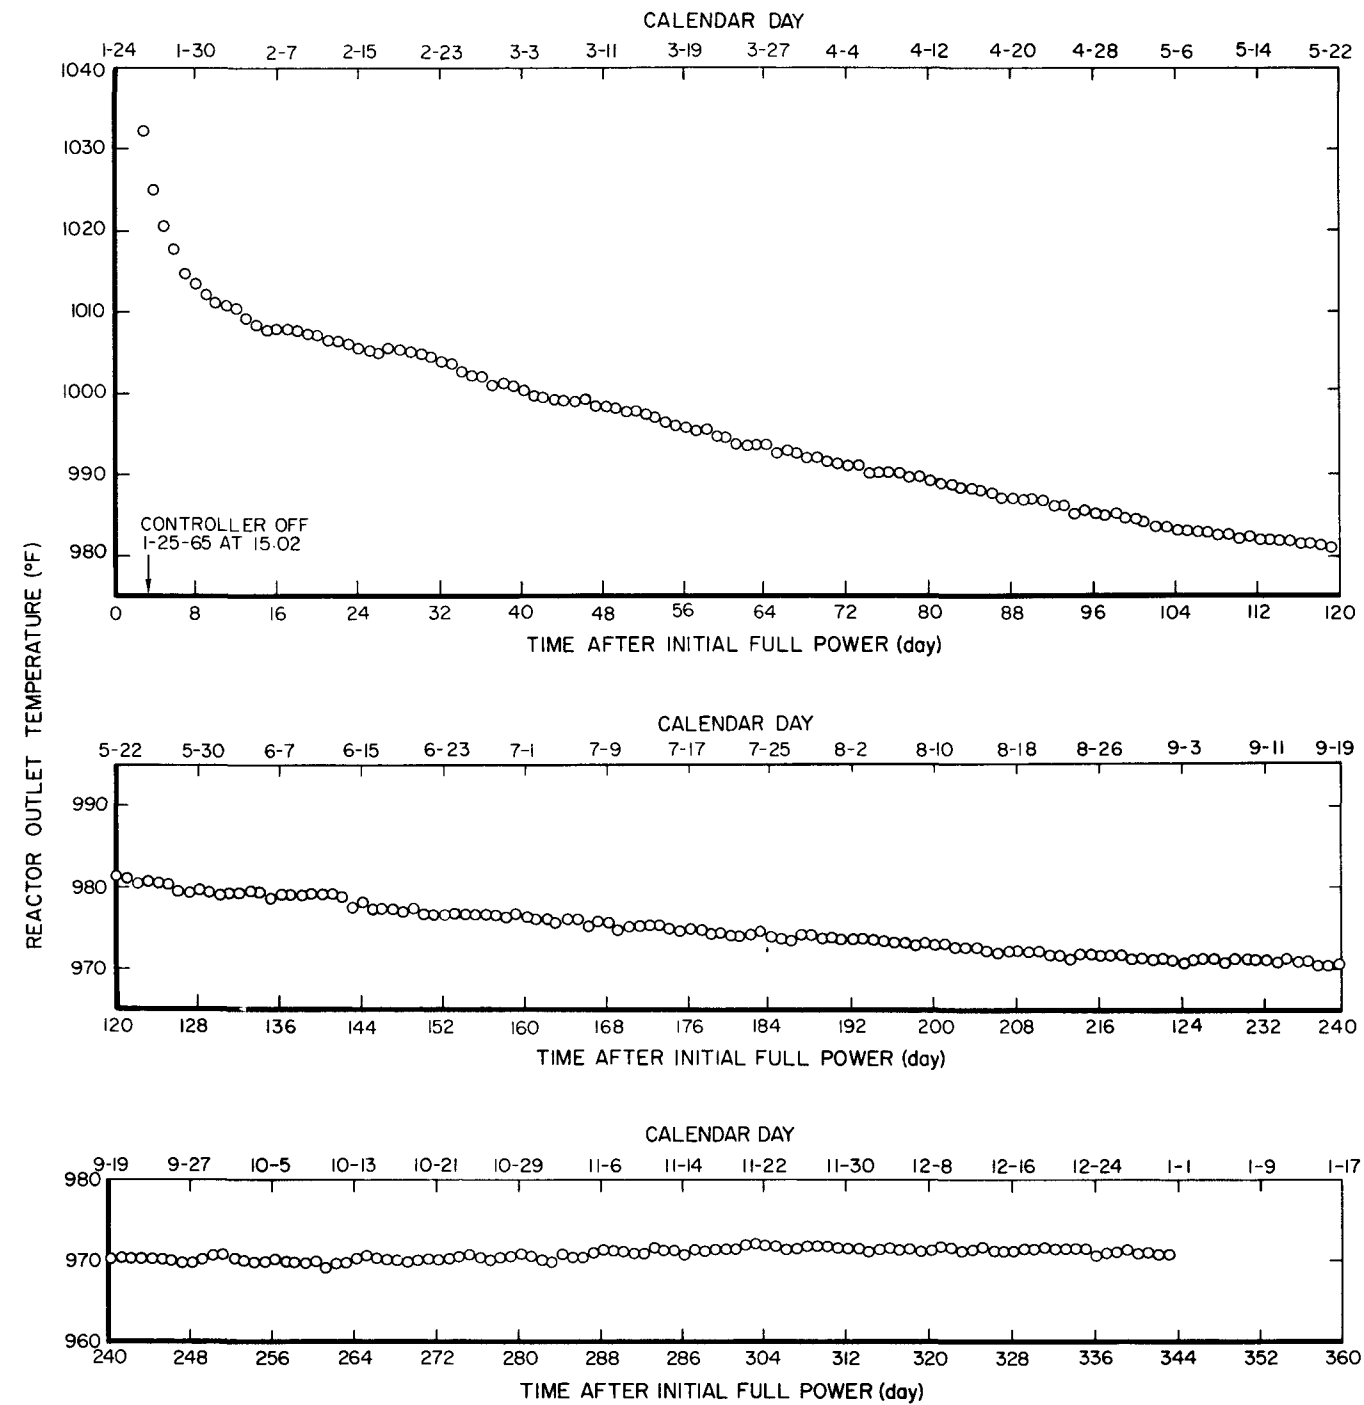 CALENDAR DAY
1-24 1-30 2-7 2-15 2-23 3-3 3-11 3-19 3-27 4-4 4-12 4-20 4-28 5-6 5-14 5-22
1040
1030
1020
1010
1000
990
980
CONTROLLER OFF
1-25-65 AT 15.02
0 8 16 24 32 40 48 56 64 72 80 88 96 104 112 120
TIME AFTER INITIAL FULL POWER (day)
REACTOR OUTLET TEMPERATURE (°F)
CALENDAR DAY
5-22 5-30 6-7 6-15 6-23 7-1 7-9 7-17 7-25 8-2 8-10 8-18 8-26 9-3 9-11 9-19
990
980
970
120 128 136 144 152 160 168 176 184 192 200 208 216 124 232 240
TIME AFTER INITIAL FULL POWER (day)
CALENDAR DAY
9-19 9-27 10-5 10-13 10-21 10-29 11-6 11-14 11-22 11-30 12-8 12-16 12-24 1-1 1-9 1-17
980
970
960
240 248 256 264 272 280 288 286 304 312 320 328 336 344 352 360
TIME AFTER INITIAL FULL POWER (day)